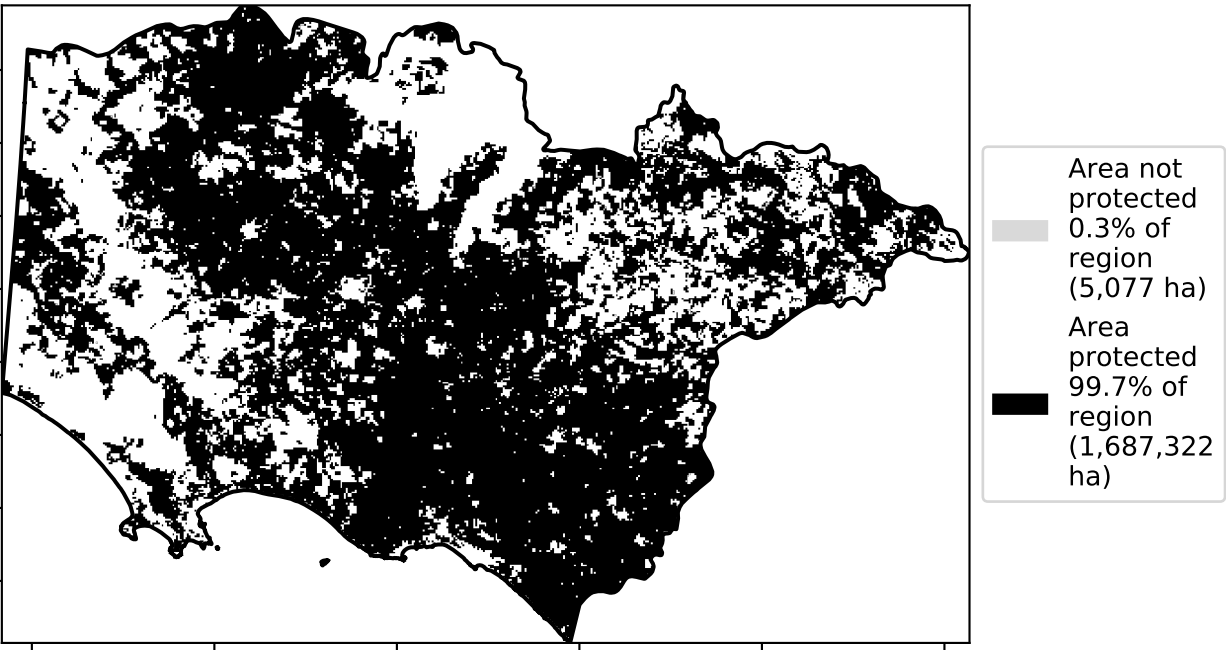 Area not
protected
0.3% of
region
(5,077 ha)
Area
protected
99.7% of
region
(1,687,322
ha)